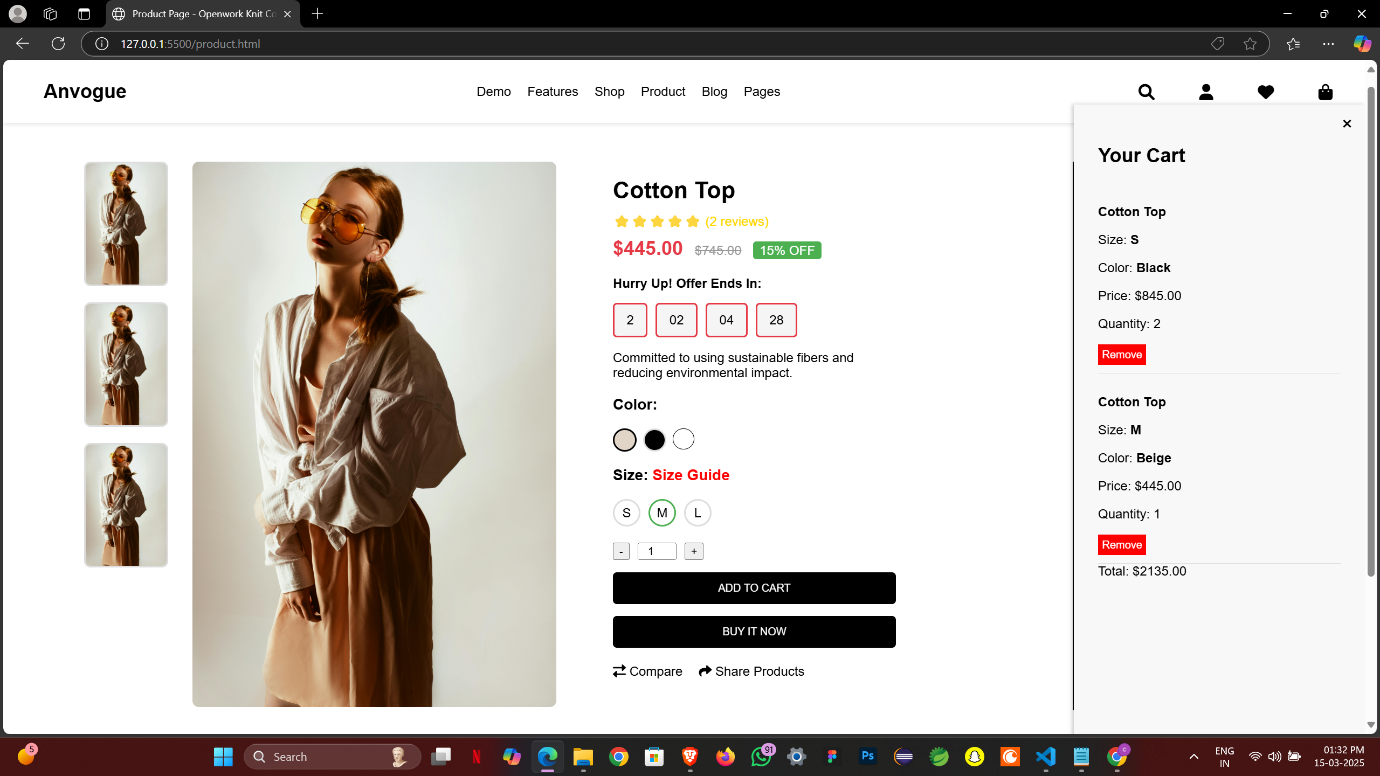 Product Page - Openwork Knit Co
127.0.0.1:5500/product.html
Anvogue
Demo Features Shop Product Blog Pages
Cotton Top
(2 reviews)
$445.00 $745.00 15% OFF
Hurry Up! Offer Ends In:
2 02 04 28
Committed to using sustainable fibers and
reducing environmental impact.
Color:
Size: Size Guide
S M L
- 1 +
ADD TO CART
BUY IT NOW
Compare Share Products
Your Cart
Cotton Top
Size: S
Color: Black
Price: $845.00
Quantity: 2
Remove
Cotton Top
Size: M
Color: Beige
Price: $445.00
Quantity: 1
Remove
Total: $2135.00
5
Search
N
91
Ps
c
ENG
IN
01:32 PM
15-03-2025